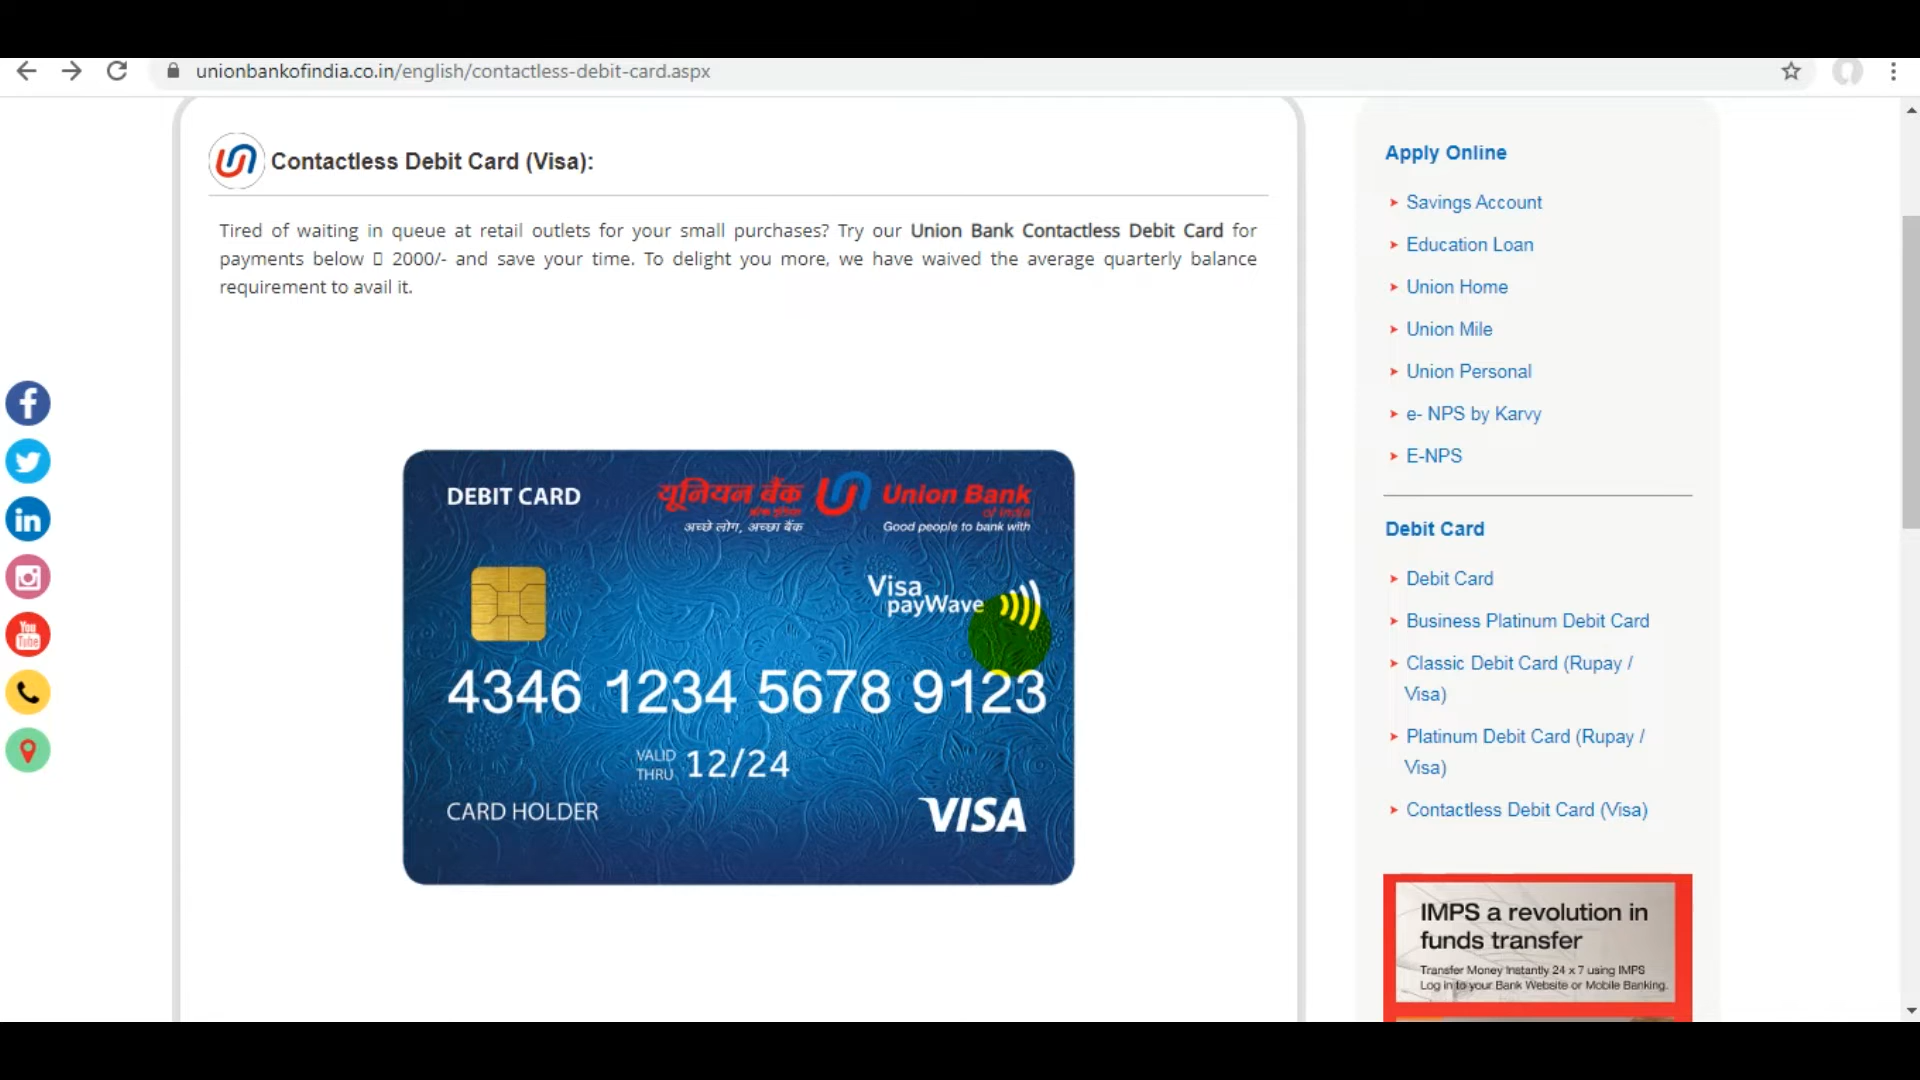 unionbankofindia.co.in/english/contactless-debit-card.aspx
Contactless Debit Card (Visa):
Tired of waiting in queue at retail outlets for your small purchases? Try our Union Bank Contactless Debit Card for
payments below 2000/- and save your time. To delight you more, we have waived the average quarterly balance
requirement to avail it.
DEBIT CARD
यूनियन बैंक
ऑफ इंडिया
अच्छे लोग, अच्छा बैंक
Union Bank
of India
Good people to bank with
Visa
payWave
4346 1234 5678 9123
VALID
THRU 12/24
CARD HOLDER
VISA
You
Tube
Apply Online
Savings Account
Education Loan
Union Home
Union Mile
Union Personal
e- NPS by Karvy
E-NPS
Debit Card
Debit Card
Business Platinum Debit Card
Classic Debit Card (Rupay /
Visa)
Platinum Debit Card (Rupay /
Visa)
Contactless Debit Card (Visa)
IMPS a revolution in
funds transfer
Transfer Money Instantly 24 x 7 using IMPS
Log in to your Bank Website or Mobile Banking.